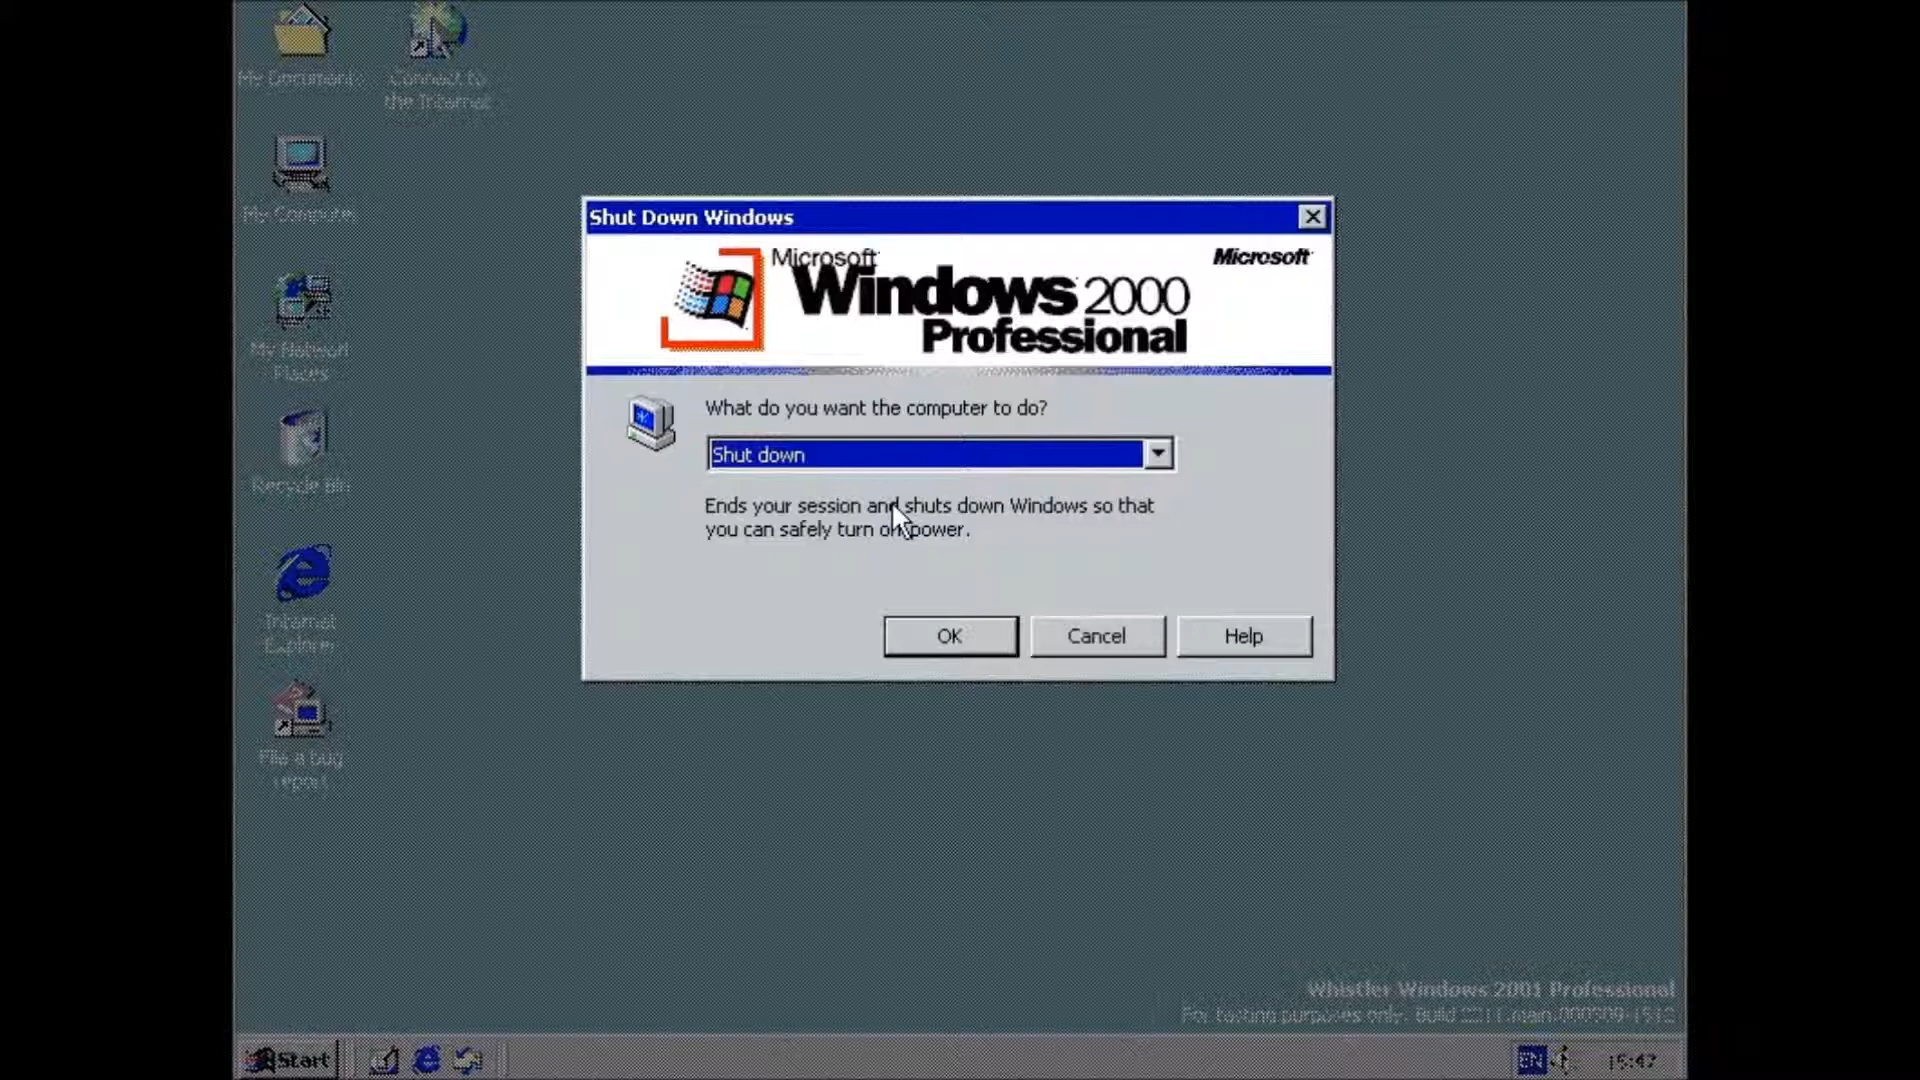 My Documents
Connect to
the Internet
My Computer
My Network
Places
Recycle Bin
Internet
Explorer
File a bug
report
Shut Down Windows
Microsoft
Windows 2000
Professional
Microsoft
What do you want the computer to do?
Shut down
Ends your session and shuts down Windows so that
you can safely turn off power.
OK
Cancel
Help
Whistler Windows 2001 Professional
For testing purposes only. Build
Start
EN
15:47